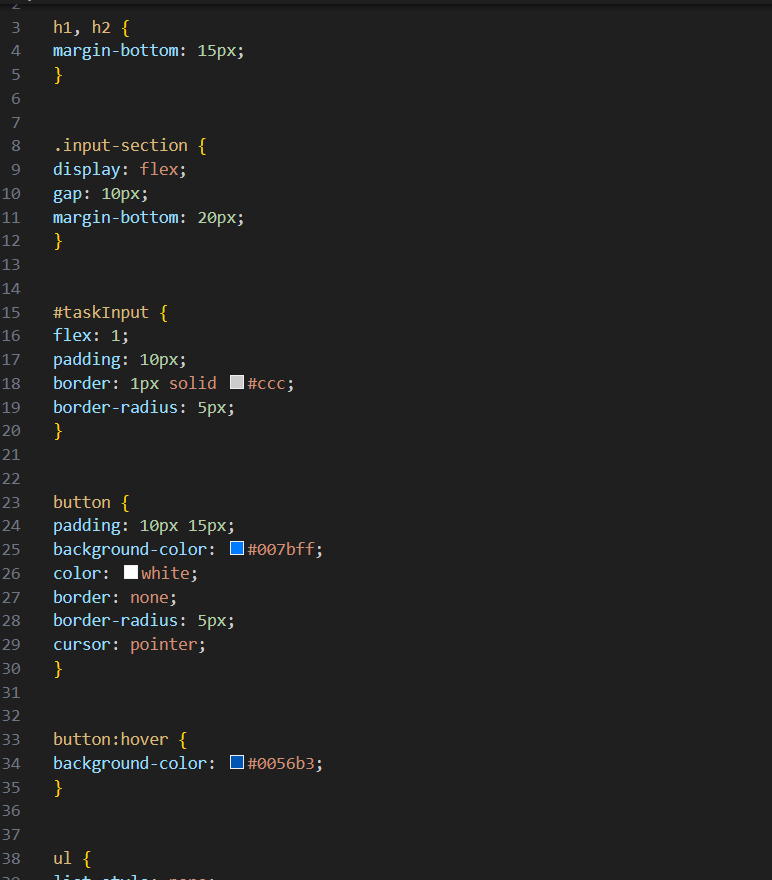 2
3 h1, h2 {
4 margin-bottom: 15px;
5 }
6
7
8 .input-section {
9 display: flex;
10 gap: 10px;
11 margin-bottom: 20px;
12 }
13
14
15 #taskInput {
16 flex: 1;
17 padding: 10px;
18 border: 1px solid #ccc;
19 border-radius: 5px;
20 }
21
22
23 button {
24 padding: 10px 15px;
25 background-color: #007bff;
26 color: white;
27 border: none;
28 border-radius: 5px;
29 cursor: pointer;
30 }
31
32
33 button:hover {
34 background-color: #0056b3;
35 }
36
37
38 ul {
39 list-style: none;